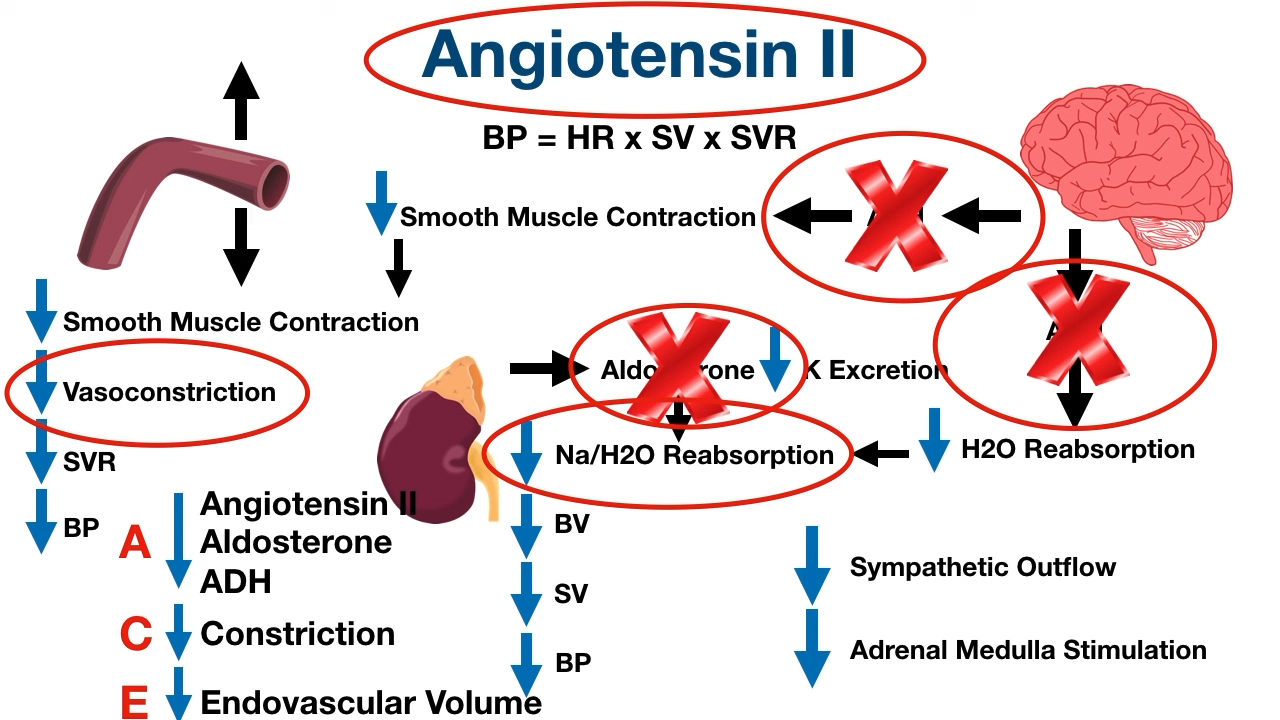 Angiotensin II
BP = HR x SV x SVR
Smooth Muscle Contraction
Smooth Muscle Contraction
Vasoconstriction
SVR
BP
K Excretion
Na/H2O Reabsorption
H2O Reabsorption
BV
SV
BP
Sympathetic Outflow
Adrenal Medulla Stimulation
A
Angiotensin II
Aldosterone
ADH
C
Constriction
E
Endovascular Volume